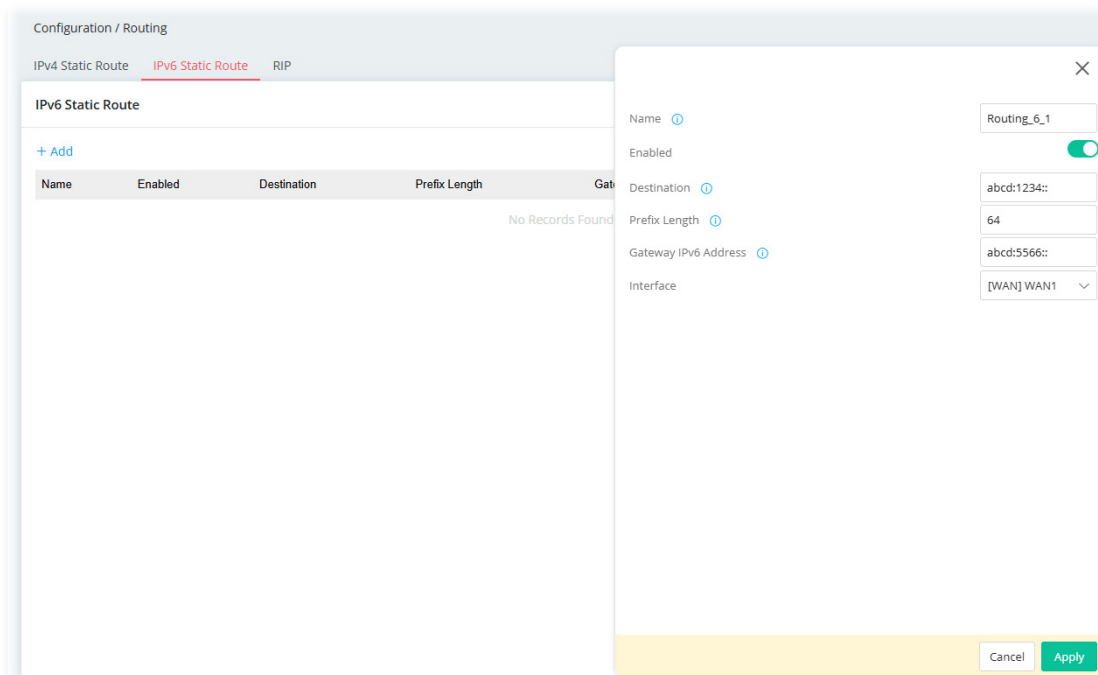 Configuration / Routing
IPv4 Static Route IPv6 Static Route RIP
IPv6 Static Route
+ Add
Name Enabled Destination Prefix Length Gat
No Records Found
Name
Routing_6_1
Enabled
Destination
abcd:1234::
Prefix Length
64
Gateway IPv6 Address
abcd:5566::
Interface
[WAN] WAN1
Cancel Apply